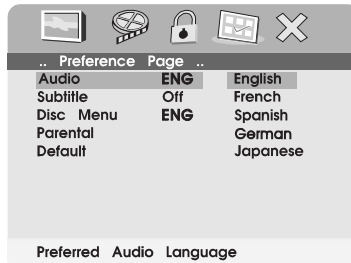 .. Preference Page ..
Audio ENG English
Subtitle Off French
Disc Menu ENG Spanish
Parental German
Default Japanese
Preferred Audio Language